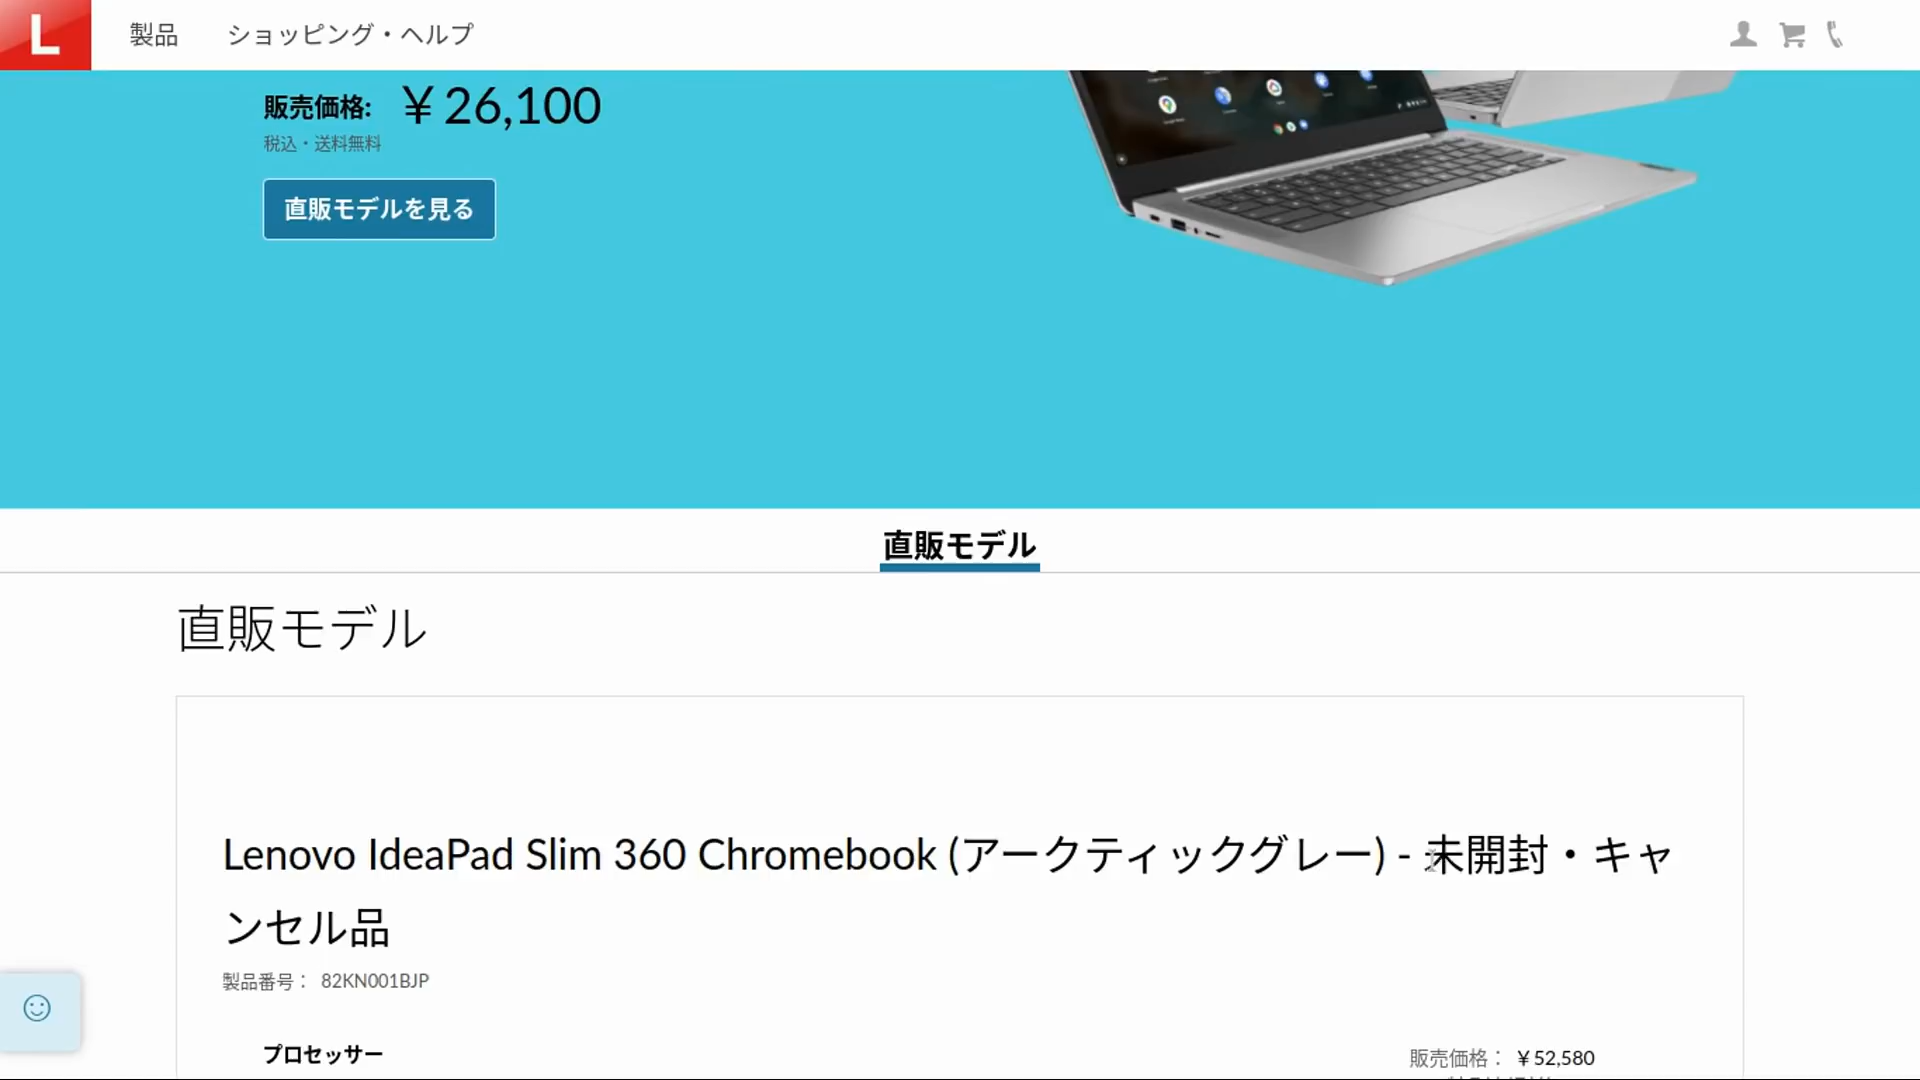 L 製品 ショッピング・ヘルプ
販売価格: ￥26,100
税込・送料無料
直販モデルを見る
直販モデル
直販モデル
Lenovo IdeaPad Slim 360 Chromebook (アークティックグレー) - 未開封・キャ
ンセル品
製品番号： 82KN001BJP
プロセッサー
販売価格： ￥52,580